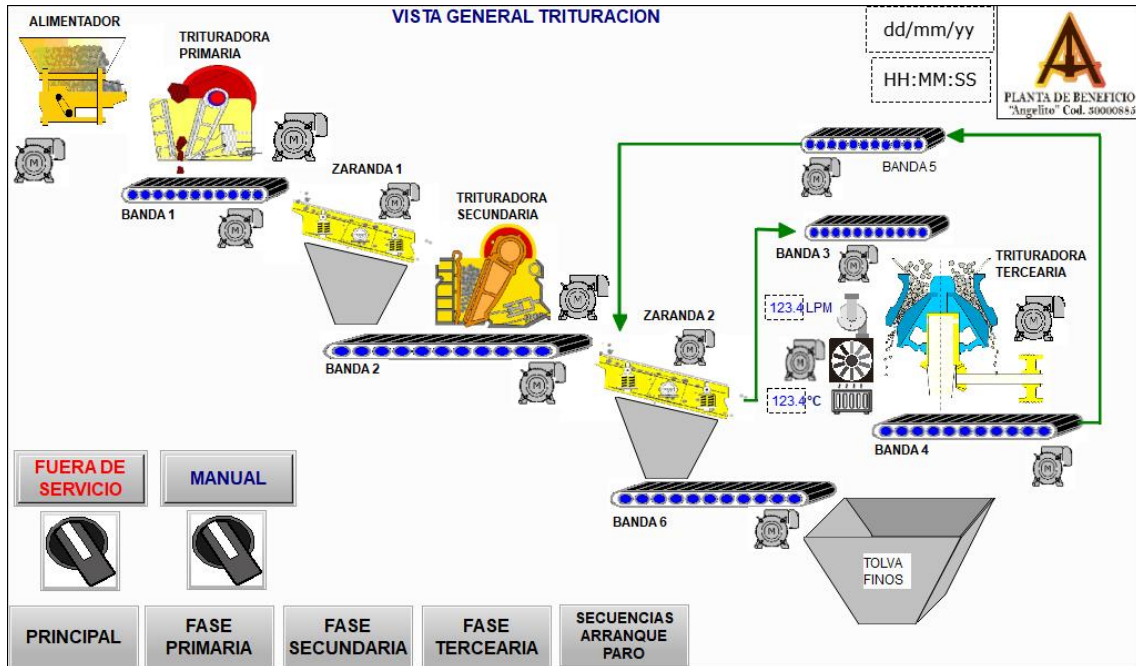 VISTA GENERAL TRITURACION
dd/mm/yy
HH:MM:SS
PLANTA DE BENEFICIO
"Angelito" Cod. 50000885
ALIMENTADOR
TRITURADORA
PRIMARIA
M
M
BANDA 1
M
ZARANDA 1
M
TRITURADORA
SECUNDARIA
M
BANDA 2
M
BANDA 5
M
BANDA 3
M
TRITURADORA
TERCEARIA
M
123.4 LPM
M
123.4 °C
ZARANDA 2
M
BANDA 4
M
BANDA 6
M
TOLVA
FINOS
FUERA DE
SERVICIO
MANUAL
PRINCIPAL
FASE
PRIMARIA
FASE
SECUNDARIA
FASE
TERCEARIA
SECUENCIAS
ARRANQUE
PARO